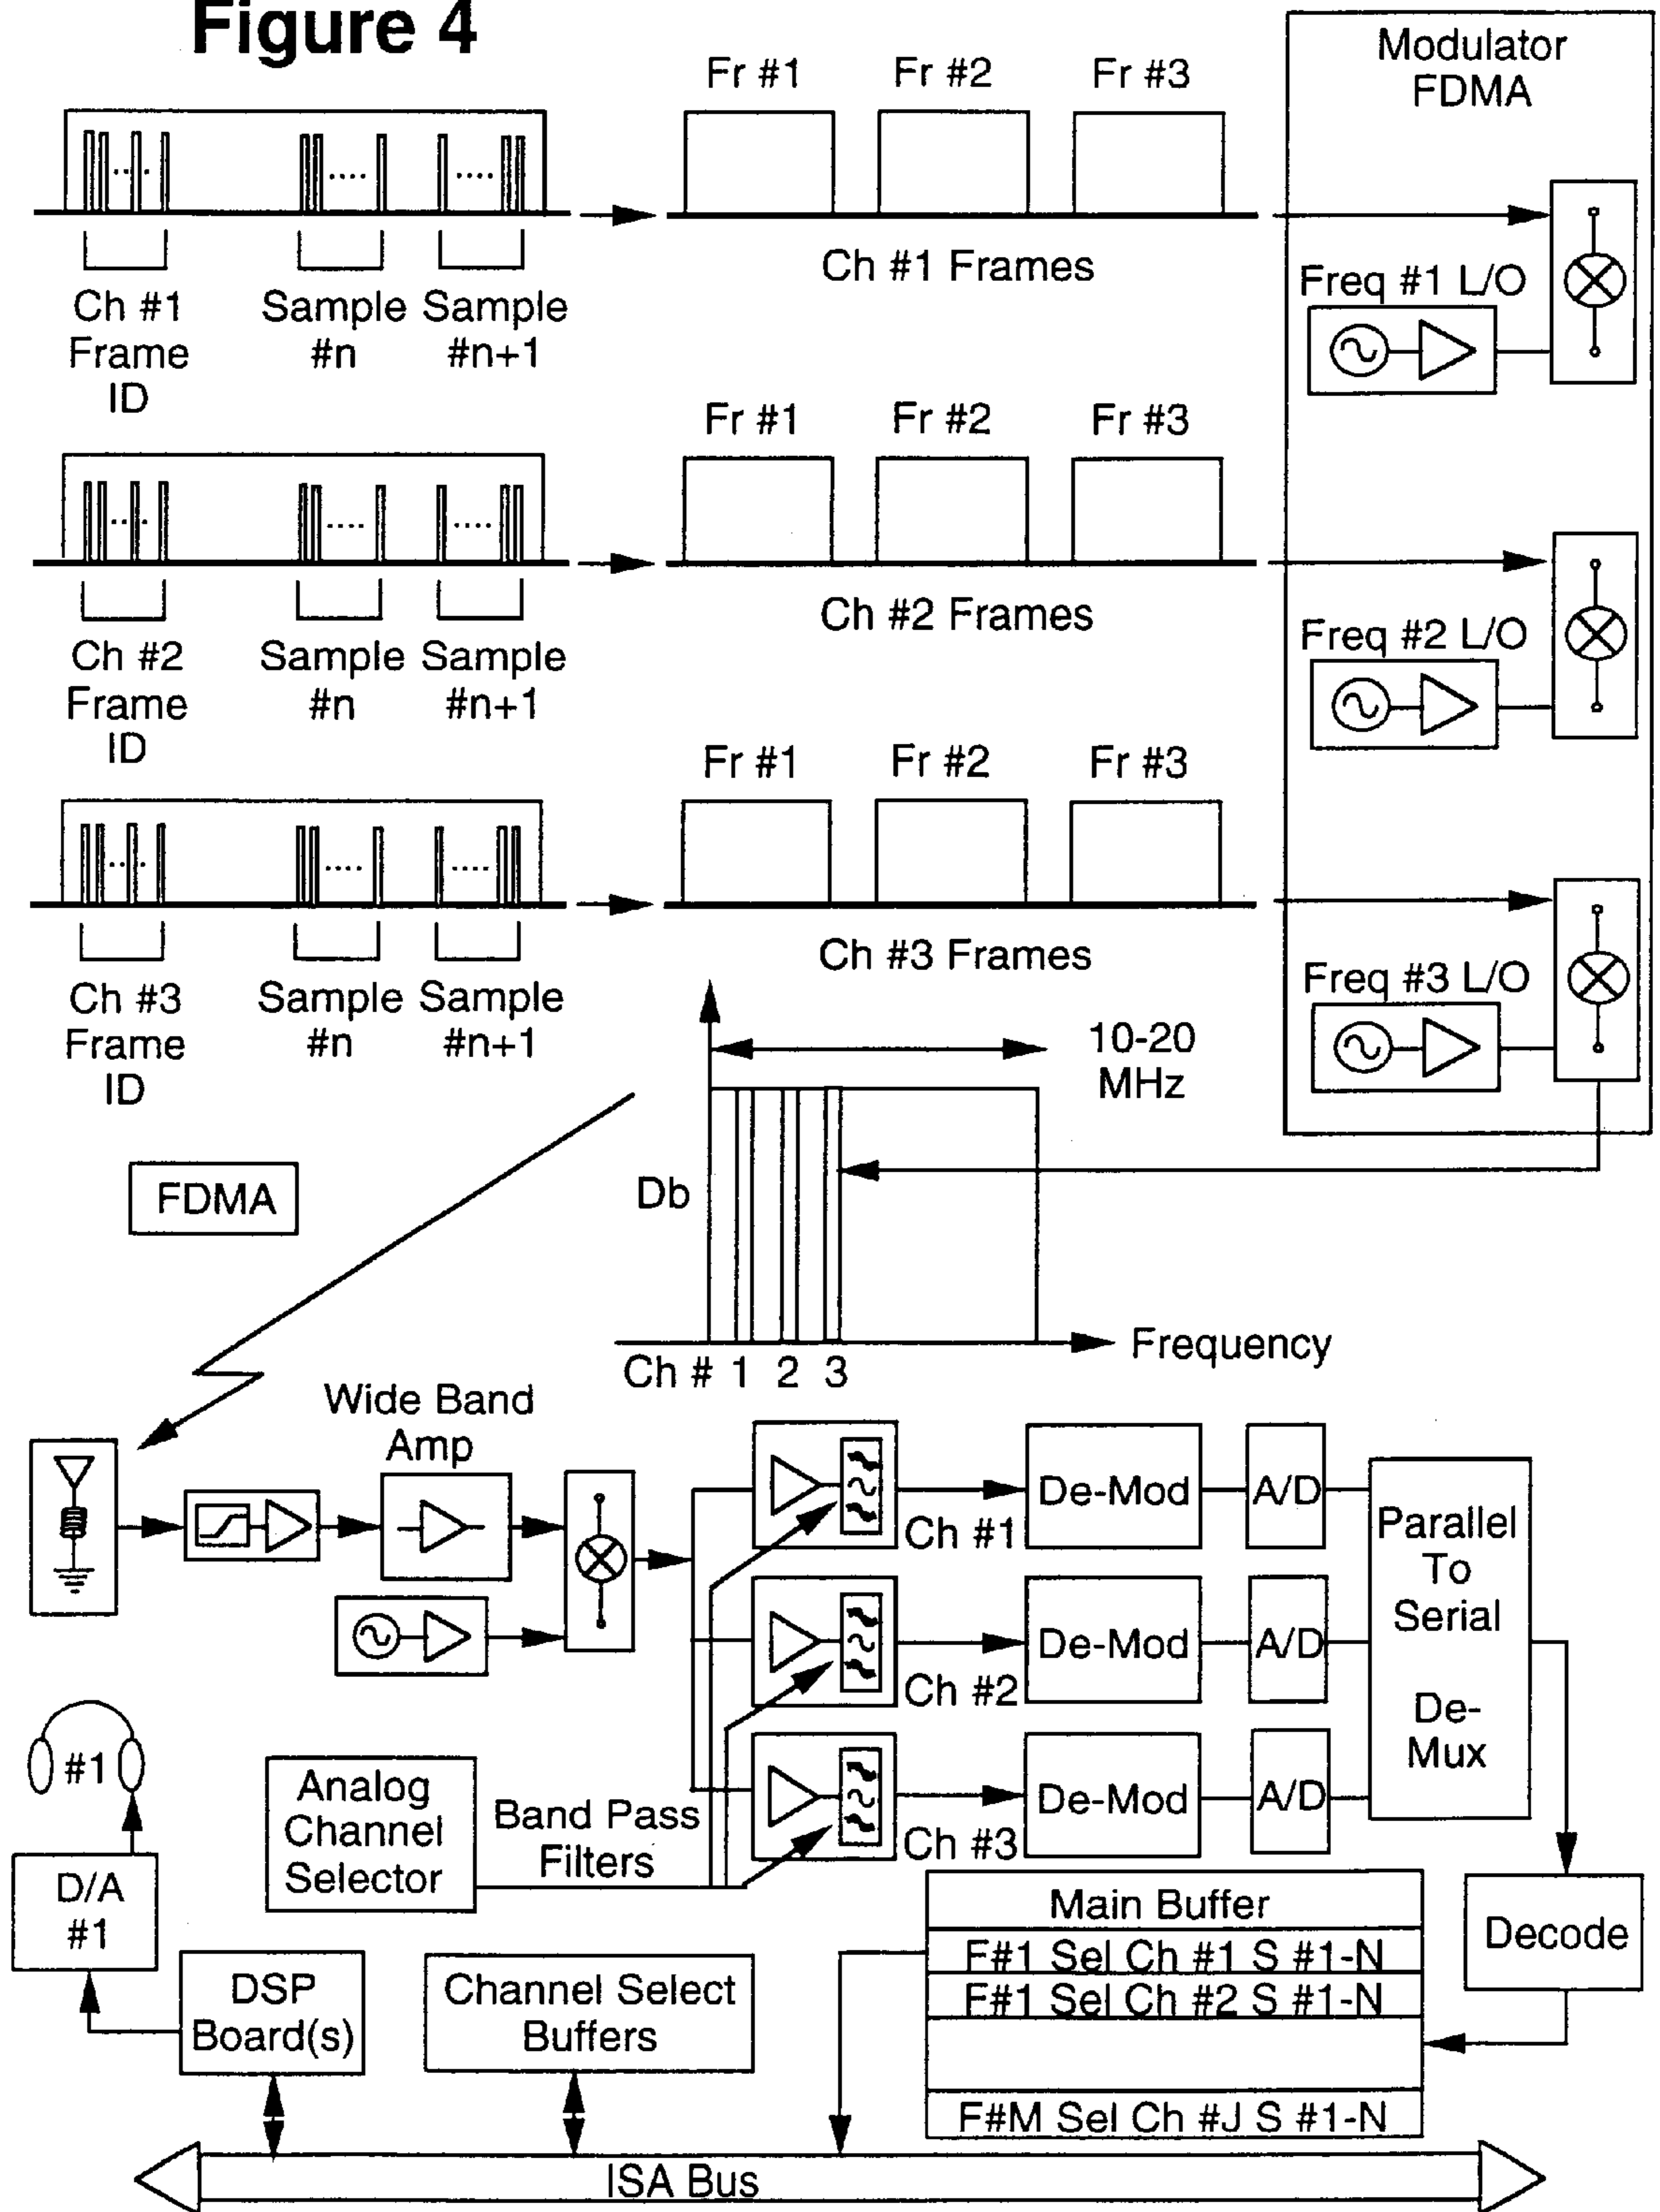 Figure 4
Fr #1 Fr #2 Fr #3
Modulator
FDMA
Ch #1 Frames
Ch #1
Frame
ID
Sample
#n
Sample
#n+1
Freq #1 L/O
Fr #1 Fr #2 Fr #3
Ch #2 Frames
Ch #2
Frame
ID
Sample
#n
Sample
#n+1
Freq #2 L/O
Fr #1 Fr #2 Fr #3
Ch #3 Frames
Ch #3
Frame
ID
Sample
#n
Sample
#n+1
Freq #3 L/O
10-20
MHz
FDMA
Db
Frequency
Ch # 1 2 3
Wide Band
Amp
Ch #1
De-Mod
A/D
Ch #2
De-Mod
A/D
Ch #3
De-Mod
A/D
Parallel
To
Serial
De-
Mux
#1
Analog
Channel
Selector
Band Pass
Filters
D/A
#1
DSP
Board(s)
Channel Select
Buffers
Main Buffer
F#1 Sel Ch #1 S #1-N
F#1 Sel Ch #2 S #1-N
F#M Sel Ch #J S #1-N
Decode
ISA Bus